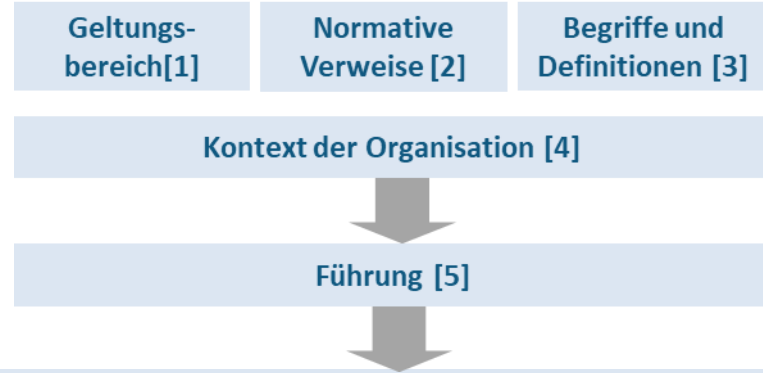 Geltungs-
bereich[1]
Normative
Verweise [2]
Begriffe und
Definitionen [3]
Kontext der Organisation [4]
Führung [5]